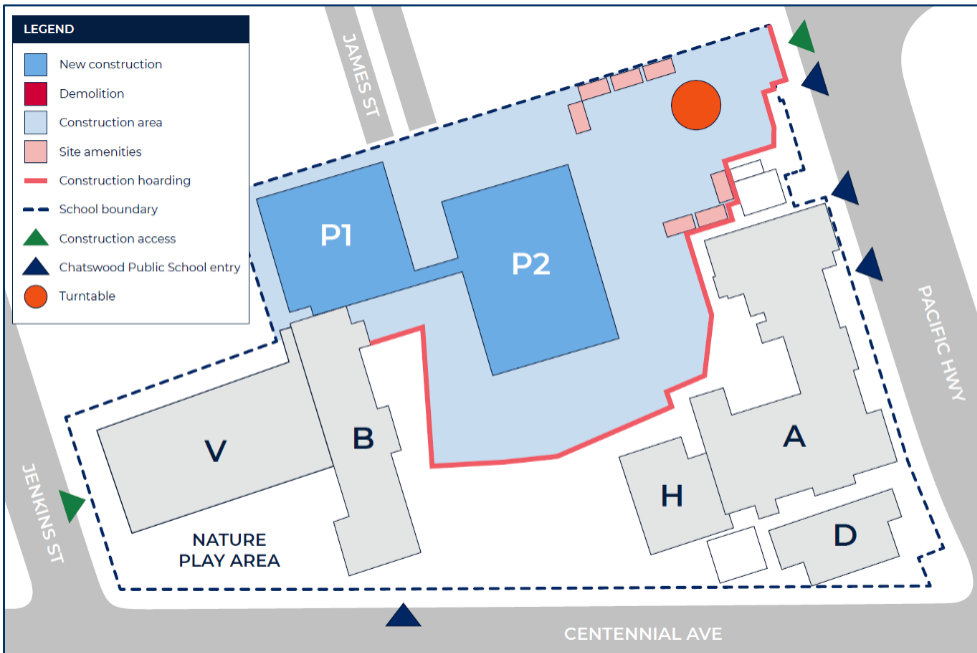 LEGEND
New construction
Demolition
Construction area
Site amenities
Construction hoarding
School boundary
Construction access
Chatswood Public School entry
Turntable
JAMES ST
P1
P2
PACIFIC HWY
V
B
A
H
D
JENKINS ST
NATURE
PLAY AREA
CENTENNIAL AVE